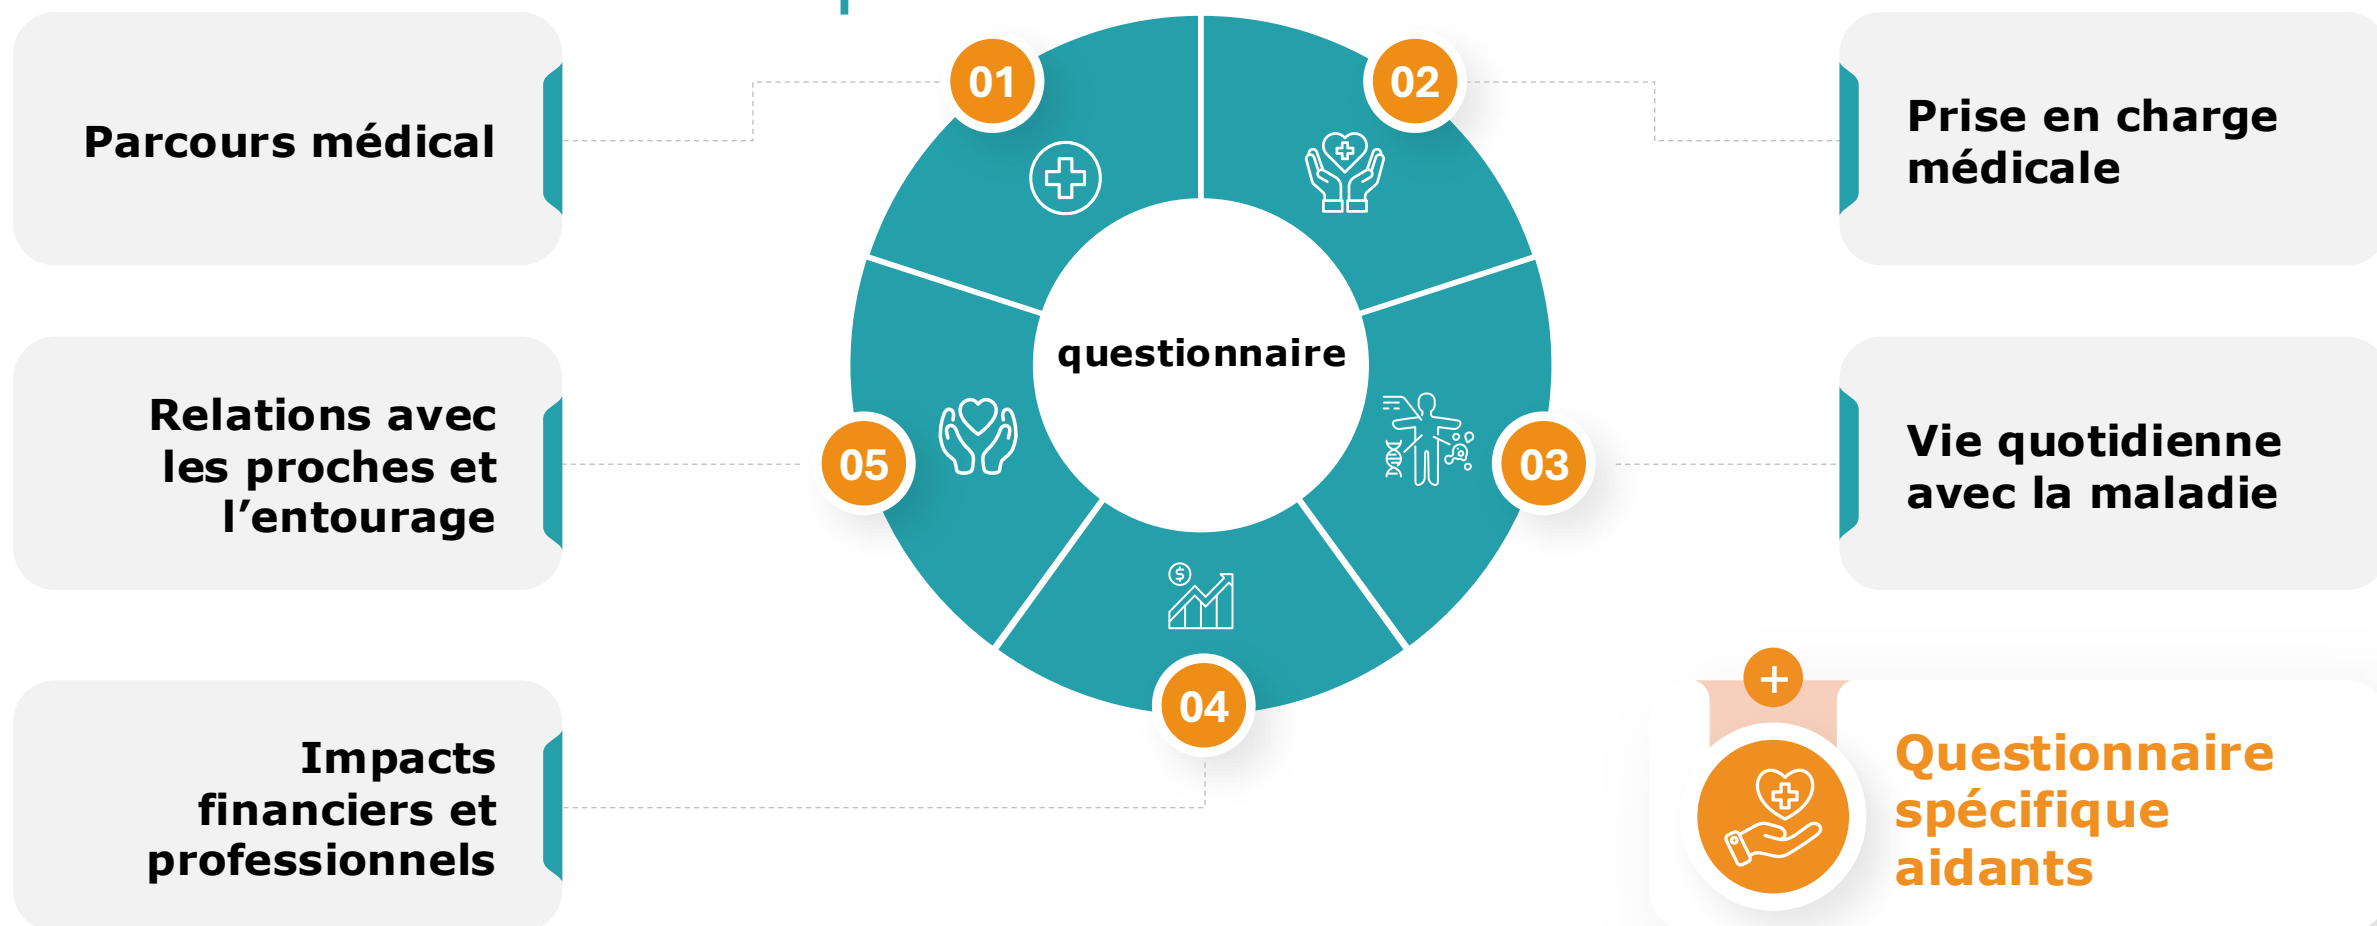 01
Parcours médical
02
Prise en charge
médicale
questionnaire
03
Vie quotidienne
avec la maladie
04
Impacts
financiers et
professionnels
05
Relations avec
les proches et
l’entourage
$
+
Questionnaire
spécifique
aidants